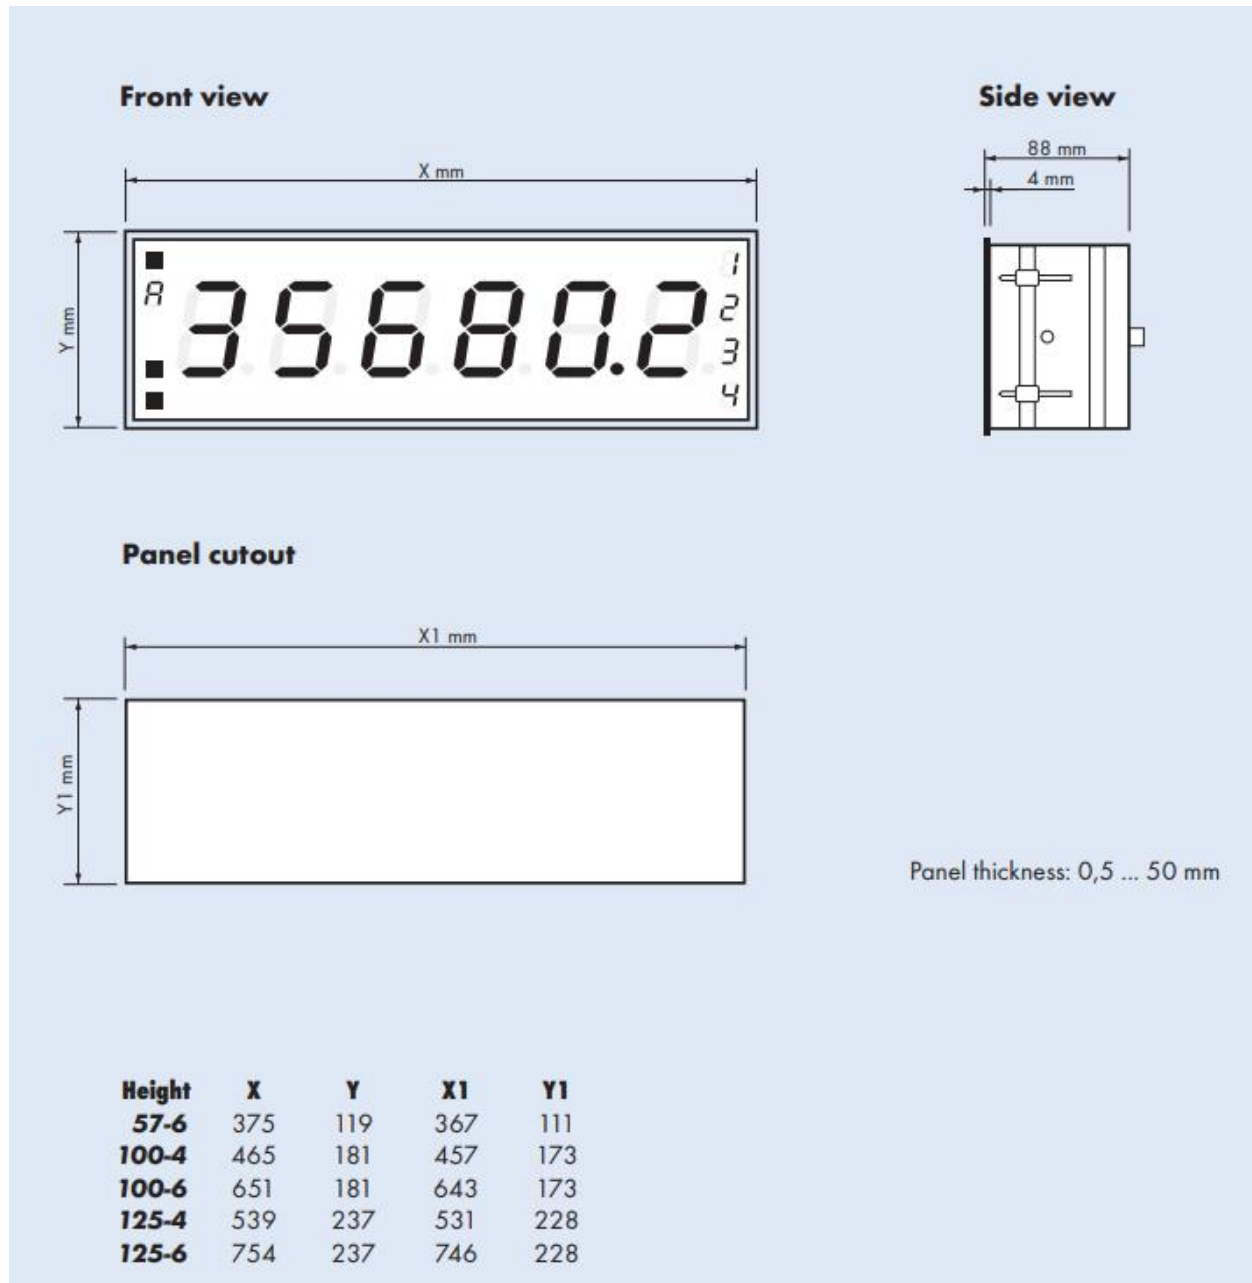 Front view
Side view
X mm
88 mm
4 mm
Y mm
A
35680.2
1
2
3
4
Panel cutout
X1 mm
Y1 mm
Panel thickness: 0,5 ... 50 mm
Height X Y X1 Y1
57-6 375 119 367 111
100-4 465 181 457 173
100-6 651 181 643 173
125-4 539 237 531 228
125-6 754 237 746 228